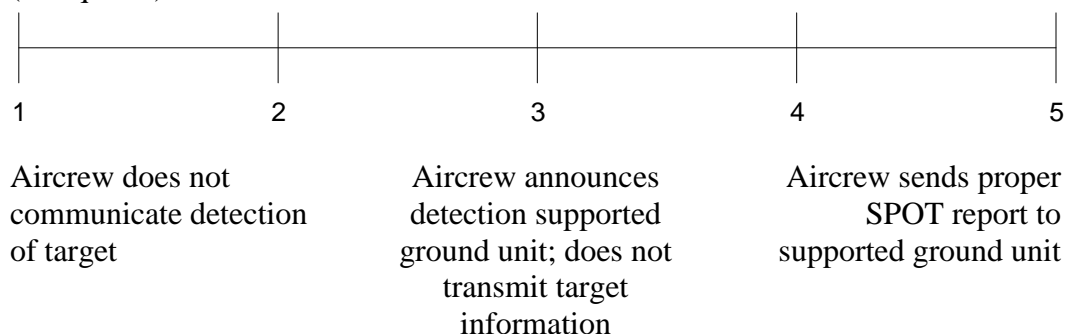 1 2 3 4 5
Aircrew does not
communicate detection
of target
Aircrew announces
detection supported
ground unit; does not
transmit target
information
Aircrew sends proper
SPOT report to
supported ground unit